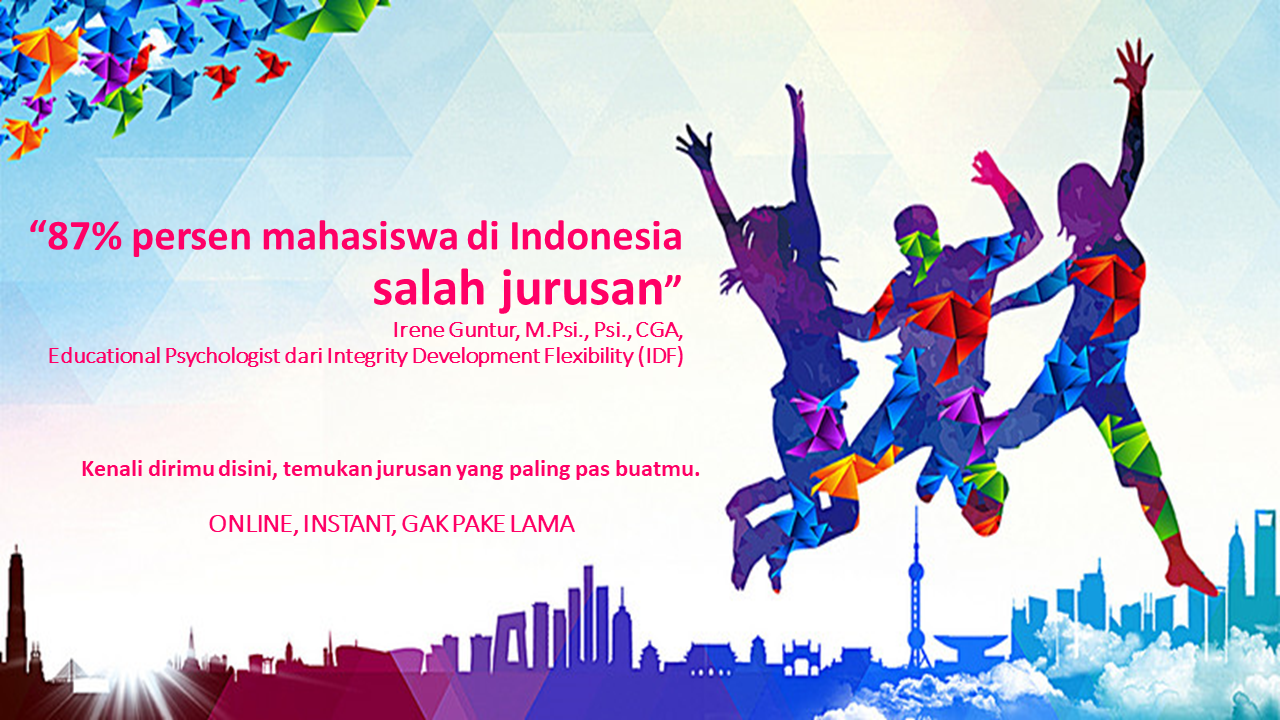 “87% persen mahasiswa di Indonesia
salah jurusan”
Irene Guntur, M.Psi., Psi., CGA,
Educational Psychologist dari Integrity Development Flexibility (IDF)
Kenali dirimu disini, temukan jurusan yang paling pas buatmu.
ONLINE, INSTANT, GAK PAKE LAMA